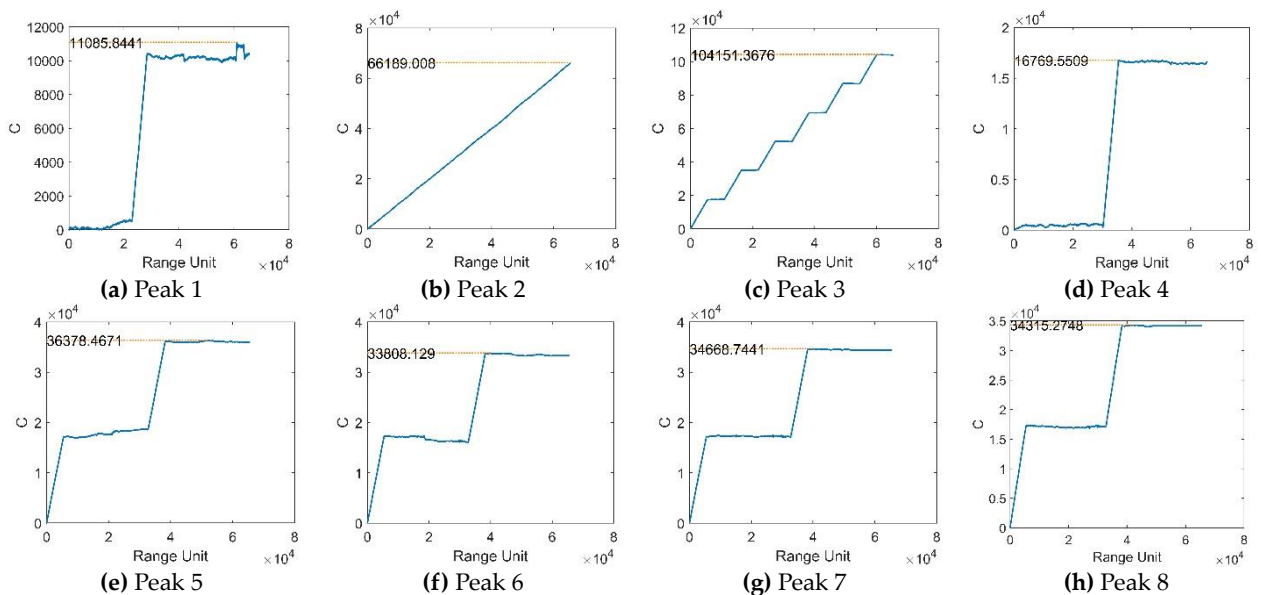 12000
11085.8441
10000
8000
6000
4000
2000
0
C
0 2 4 6 8
Range Unit
×10⁴
(a) Peak 1
×10⁴
8
66189.008
6
4
2
0
C
0 2 4 6 8
Range Unit
×10⁴
(b) Peak 2
×10⁴
12
104151.3676
10
8
6
4
2
0
C
0 2 4 6 8
Range Unit
×10⁴
(c) Peak 3
×10⁴
2
16769.5509
1.5
1
0.5
0
C
0 2 4 6 8
Range Unit
×10⁴
(d) Peak 4
×10⁴
4
36378.4671
3
2
1
0
C
0 2 4 6 8
Range Unit
×10⁴
(e) Peak 5
×10⁴
4
33808.129
3
2
1
0
C
0 2 4 6 8
Range Unit
×10⁴
(f) Peak 6
×10⁴
4
34668.7441
3
2
1
0
C
0 2 4 6 8
Range Unit
×10⁴
(g) Peak 7
×10⁴
3.5
34315.2748
3
2.5
2
1.5
1
0.5
0
C
0 2 4 6 8
Range Unit
×10⁴
(h) Peak 8